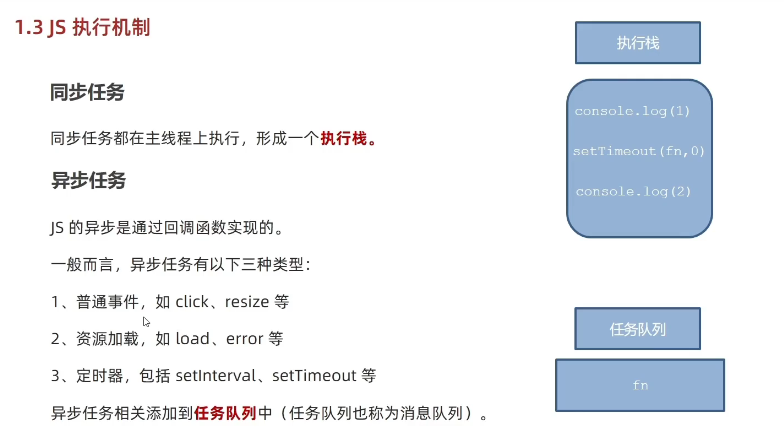 1.3 JS 执行机制
同步任务
同步任务都在主线程上执行，形成一个执行栈。
异步任务
JS 的异步是通过回调函数实现的。
一般而言，异步任务有以下三种类型：
1、普通事件，如 click、resize 等
2、资源加载，如 load、error 等
3、定时器，包括 setInterval、setTimeout 等
异步任务相关添加到任务队列中（任务队列也称为消息队列）。
执行栈
console.log(1)
setTimeout(fn,0)
console.log(2)
任务队列
fn